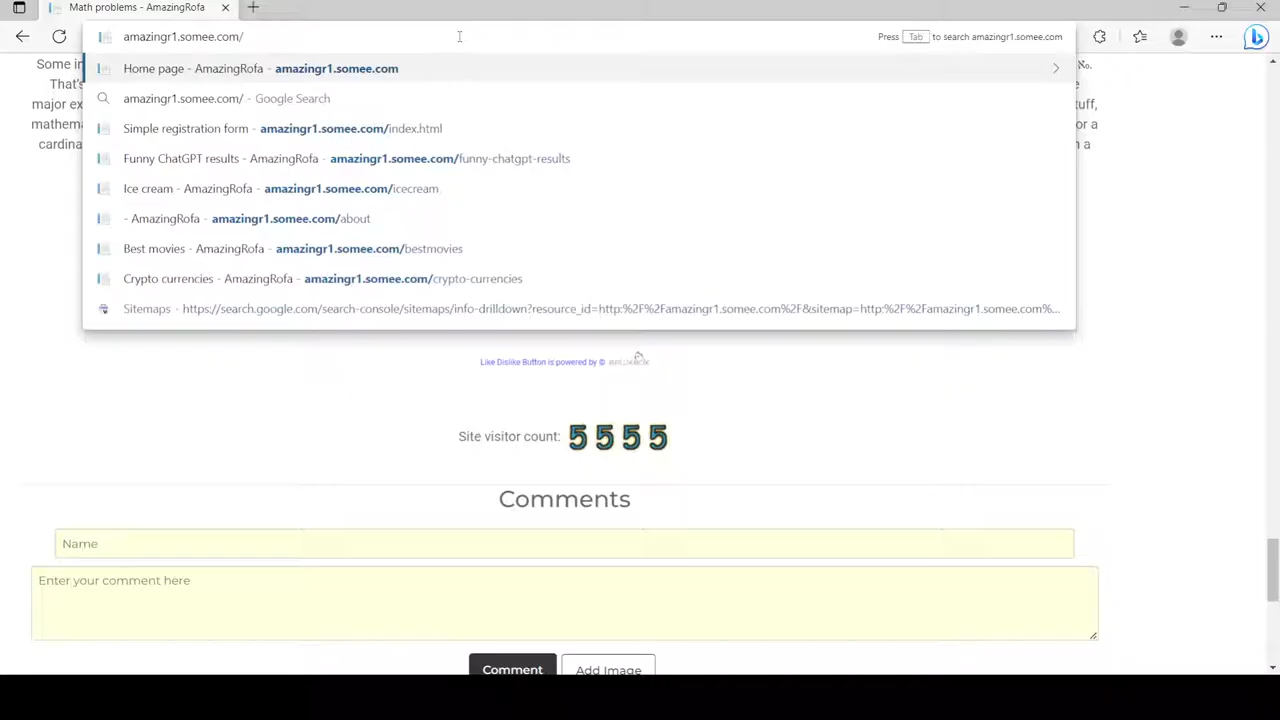 Math problems - AmazingRofa
amazingr1.somee.com/
Press Tab to search amazingr1.somee.com
Home page - AmazingRofa - amazingr1.somee.com
amazingr1.somee.com/ - Google Search
Simple registration form - amazingr1.somee.com/index.html
Funny ChatGPT results - AmazingRofa - amazingr1.somee.com/funny-chatgpt-results
Ice cream - AmazingRofa - amazingr1.somee.com/icecream
- AmazingRofa - amazingr1.somee.com/about
Best movies - AmazingRofa - amazingr1.somee.com/bestmovies
Crypto currencies - AmazingRofa - amazingr1.somee.com/crypto-currencies
Sitemaps - https://search.google.com/search-console/sitemaps/info-drilldown?resource_id=http:%2F%2Famazingr1.somee.com%2F&sitemap=http:%2F%2Famazingr1.somee.com%...
Some in ℵ₀.
That's
major ex tuff,
mathema or a
cardina n a
Like Dislike Button is powered by ©
Site visitor count: 5555
Comments
Name
Enter your comment here
Comment Add Image